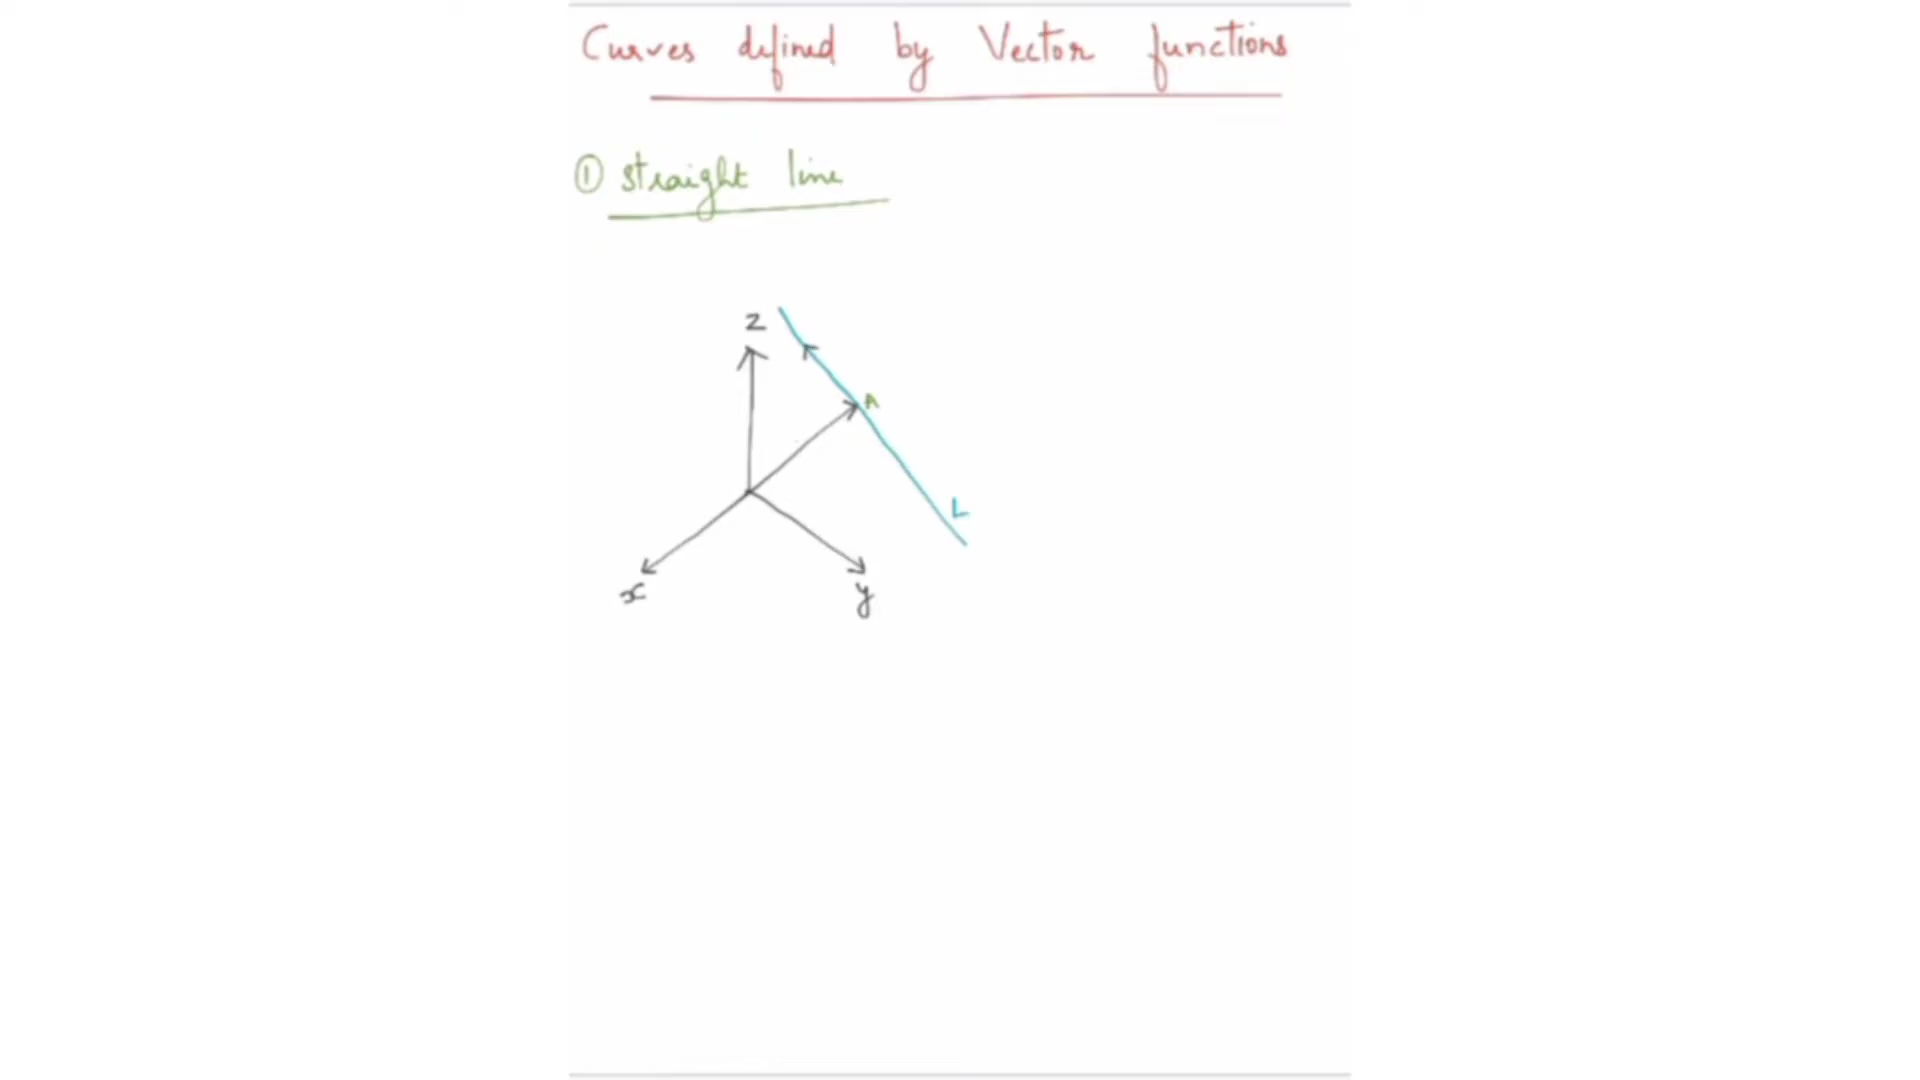 Curves defined by Vector functions
① straight line
z
A
L
x
y